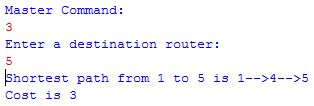 Master Command:
3
Enter a destination router:
5
Shortest path from 1 to 5 is 1-->4-->5
Cost is 3